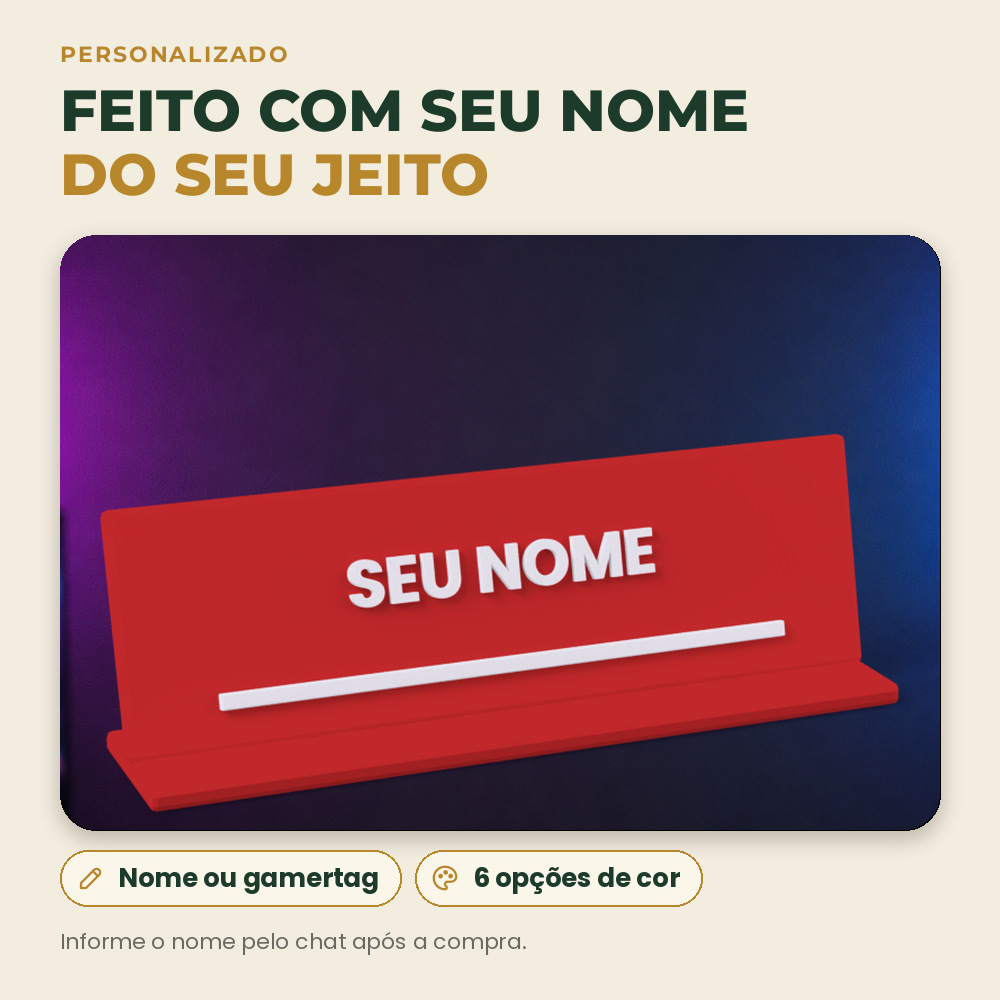 PERSONALIZADO
FEITO COM SEU NOME
DO SEU JEITO
SEU NOME
Nome ou gamertag
6 opções de cor
Informe o nome pelo chat após a compra.